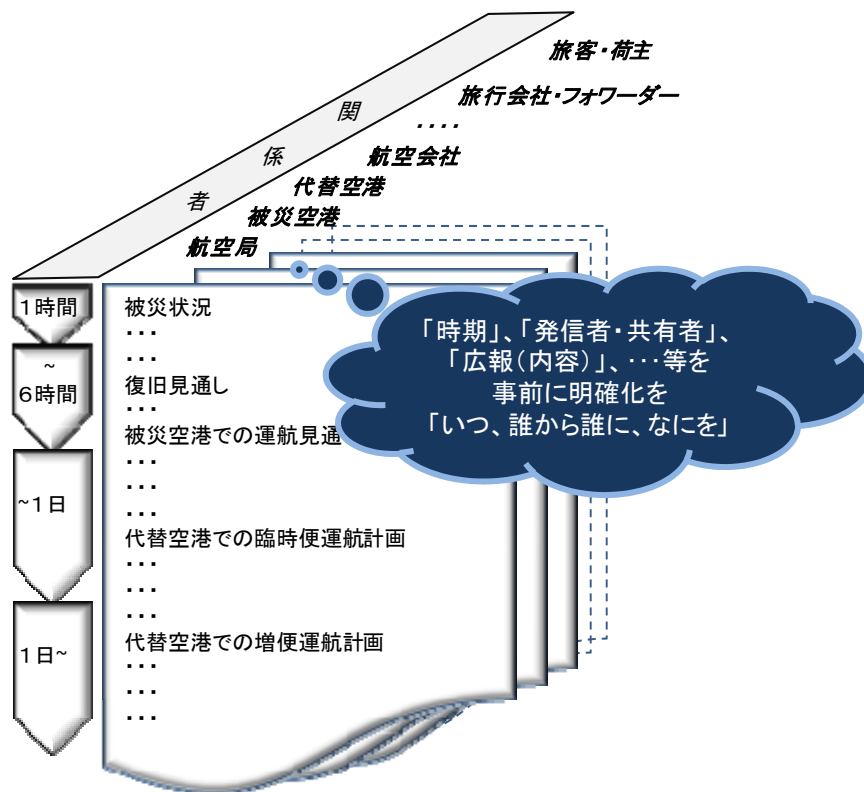 旅客・荷主
旅行会社・フォワーダー
・・・・
航空会社
代替空港
被災空港
航空局
関係者
1時間
~
6時間
~1日
1日~
被災状況
・・・
・・・
復旧見通し
・・・
被災空港での運航見通
・・・
・・・
・・・
代替空港での臨時便運航計画
・・・
・・・
・・・
代替空港での増便運航計画
・・・
・・・
・・・
「時期」、「発信者・共有者」、
「広報(内容)」、・・・等を
事前に明確化を
「いつ、誰から誰に、なにを」